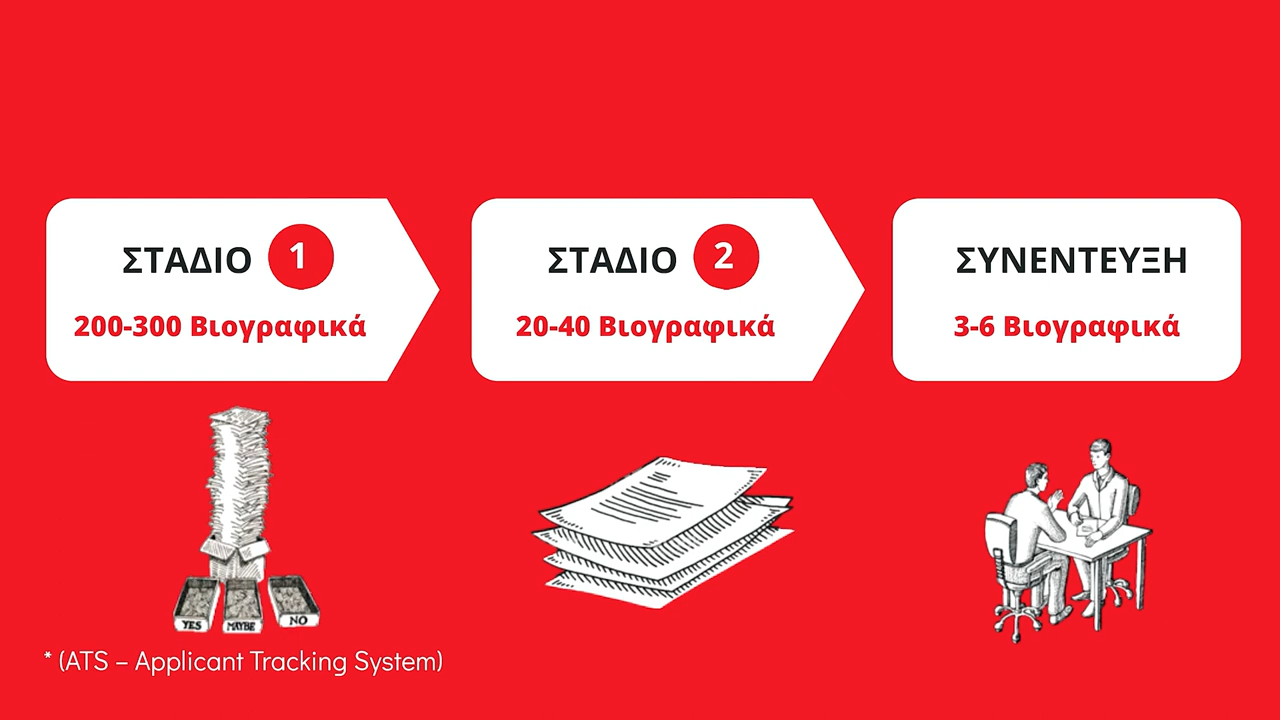 ΣΤΑΔΙΟ 1
200-300 Βιογραφικά
ΣΤΑΔΙΟ 2
20-40 Βιογραφικά
ΣΥΝΕΝΤΕΥΞΗ
3-6 Βιογραφικά
YES
MAYBE
NO
* (ATS – Applicant Tracking System)